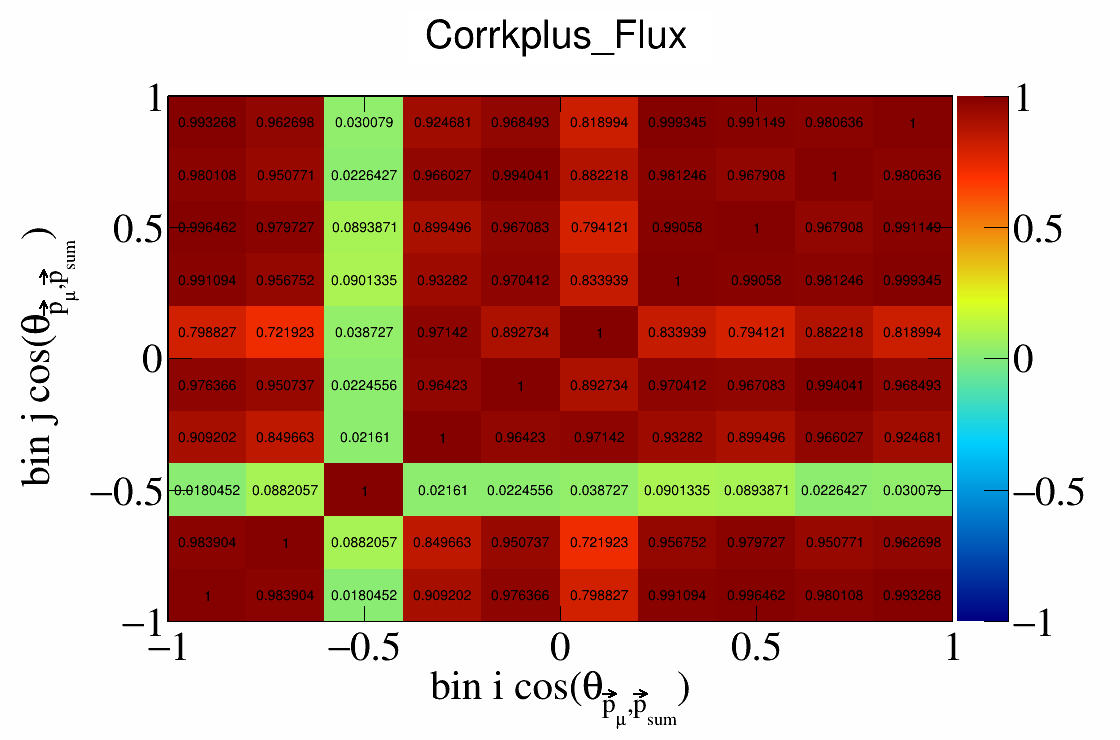 Corrkplus_Flux
1 0.993268 0.962698 0.030079 0.924681 0.968493 0.818994 0.999345 0.991149 0.980636 1 1
0.980108 0.950771 0.0226427 0.966027 0.994041 0.882218 0.981246 0.967908 1 0.980636
0.5 0.996462 0.979727 0.0893871 0.899496 0.967083 0.794121 0.99058 1 0.967908 0.991149 0.5
0.991094 0.956752 0.0901335 0.93282 0.970412 0.833939 1 0.99058 0.981246 0.999345
0.798827 0.721923 0.038727 0.97142 0.892734 1 0.833939 0.794121 0.882218 0.818994
0 0
0.976366 0.950737 0.0224556 0.96423 1 0.892734 0.970412 0.967083 0.994041 0.968493
0.909202 0.849663 0.02161 1 0.96423 0.97142 0.93282 0.899496 0.966027 0.924681
−0.5 0.0180452 0.0882057 1 0.02161 0.0224556 0.038727 0.0901335 0.0893871 0.0226427 0.030079 −0.5
0.983904 1 0.0882057 0.849663 0.950737 0.721923 0.956752 0.979727 0.950771 0.962698
1 0.983904 0.0180452 0.909202 0.976366 0.798827 0.991094 0.996462 0.980108 0.993268
−1 −1
−1 −0.5 0 0.5 1
bin i cos(θ p⃗μ,p⃗sum)
bin j cos(θ p⃗μ,p⃗sum)